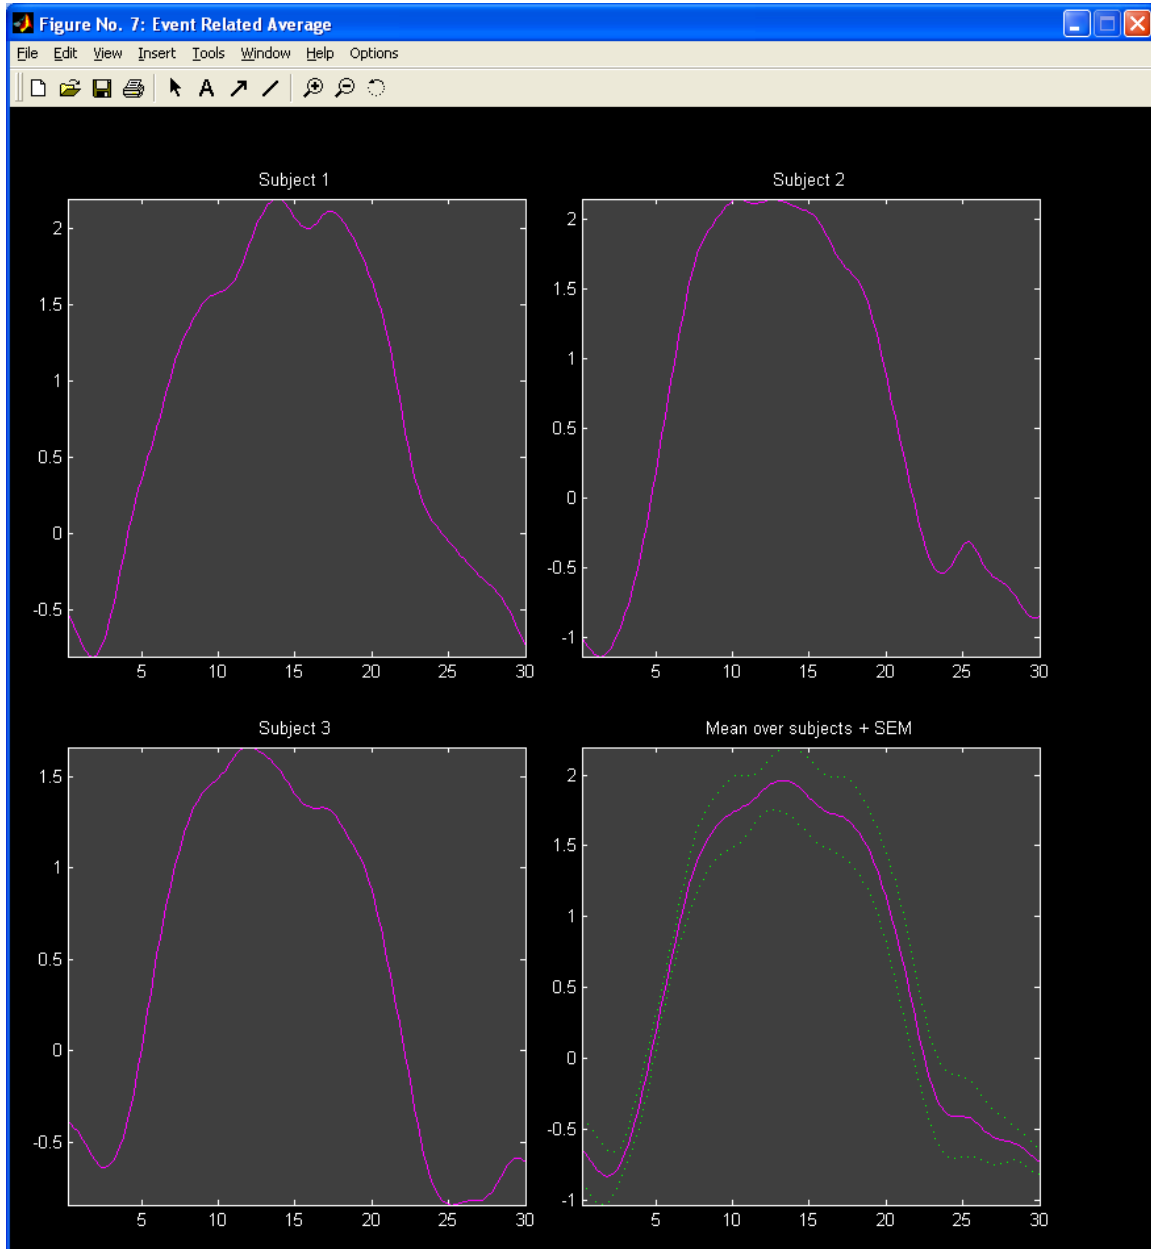 Figure No. 7: Event Related Average
File Edit View Insert Tools Window Help Options
A
Subject 1
2
1.5
1
0.5
0
-0.5
5 10 15 20 25 30
Subject 2
2
1.5
1
0.5
0
-0.5
-1
5 10 15 20 25 30
Subject 3
1.5
1
0.5
0
-0.5
5 10 15 20 25 30
Mean over subjects + SEM
2
1.5
1
0.5
0
-0.5
-1
5 10 15 20 25 30